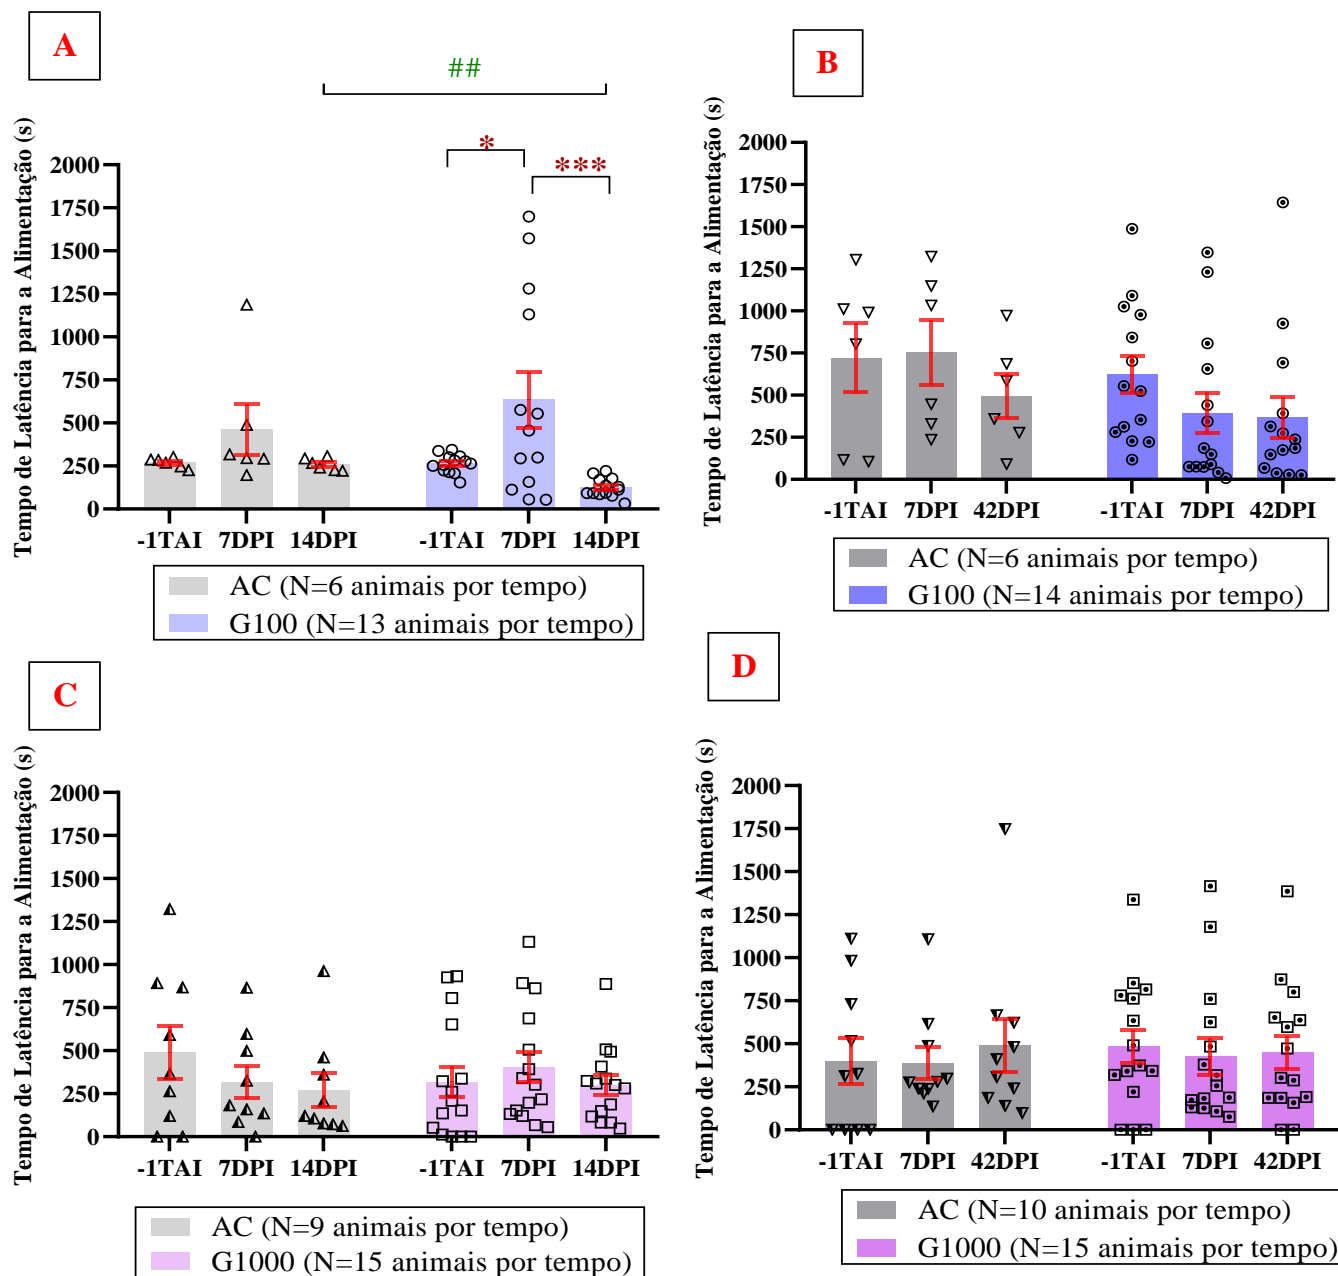 A
##
*
***
Tempo de Latência para a Alimentação (s)
2000
1750
1500
1250
1000
750
500
250
0
-1TAI 7DPI 14DPI -1TAI 7DPI 14DPI
AC (N=6 animais por tempo)
G100 (N=13 animais por tempo)
B
Tempo de Latência para a Alimentação (s)
2000
1750
1500
1250
1000
750
500
250
0
-1TAI 7DPI 42DPI -1TAI 7DPI 42DPI
AC (N=6 animais por tempo)
G100 (N=14 animais por tempo)
C
Tempo de Latência para a Alimentação (s)
2000
1750
1500
1250
1000
750
500
250
0
-1TAI 7DPI 14DPI -1TAI 7DPI 14DPI
AC (N=9 animais por tempo)
G1000 (N=15 animais por tempo)
D
Tempo de Latência para a Alimentação (s)
2000
1750
1500
1250
1000
750
500
250
0
-1TAI 7DPI 42DPI -1TAI 7DPI 42DPI
AC (N=10 animais por tempo)
G1000 (N=15 animais por tempo)